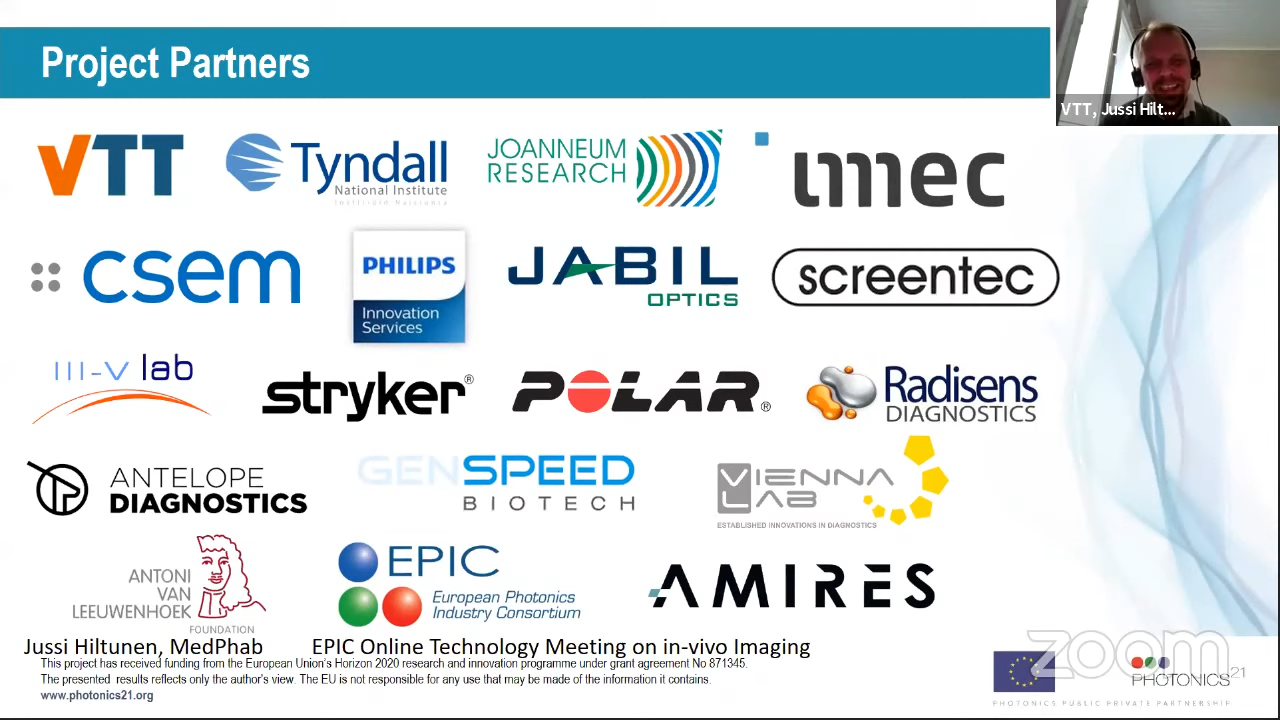 Project Partners
VTT, Jussi Hilt...
VTT
Tyndall
National Institute
JOANNEUM
RESEARCH
imec
csem
PHILIPS
Innovation
Services
JABIL
OPTICS
screentec
III-V lab
stryker®
POLAR®
Radisens
DIAGNOSTICS
ANTELOPE
DIAGNOSTICS
GENSPEED
BIOTECH
VIENNA
LAB
ESTABLISHED INNOVATIONS IN DIAGNOSTICS
ANTONI
VAN
LEEUWENHOEK
FOUNDATION
EPIC
European Photonics
Industry Consortium
AMIRES
Jussi Hiltunen, MedPhab
EPIC Online Technology Meeting on in-vivo Imaging
This project has received funding from the European Union's Horizon 2020 research and innovation programme under grant agreement No 871345.
The presented results reflects only the author's view. The EU is not responsible for any use that may be made of the information it contains.
www.photonics21.org
zoom
PHOTONICS21
PHOTONICS PUBLIC PRIVATE PARTNERSHIP